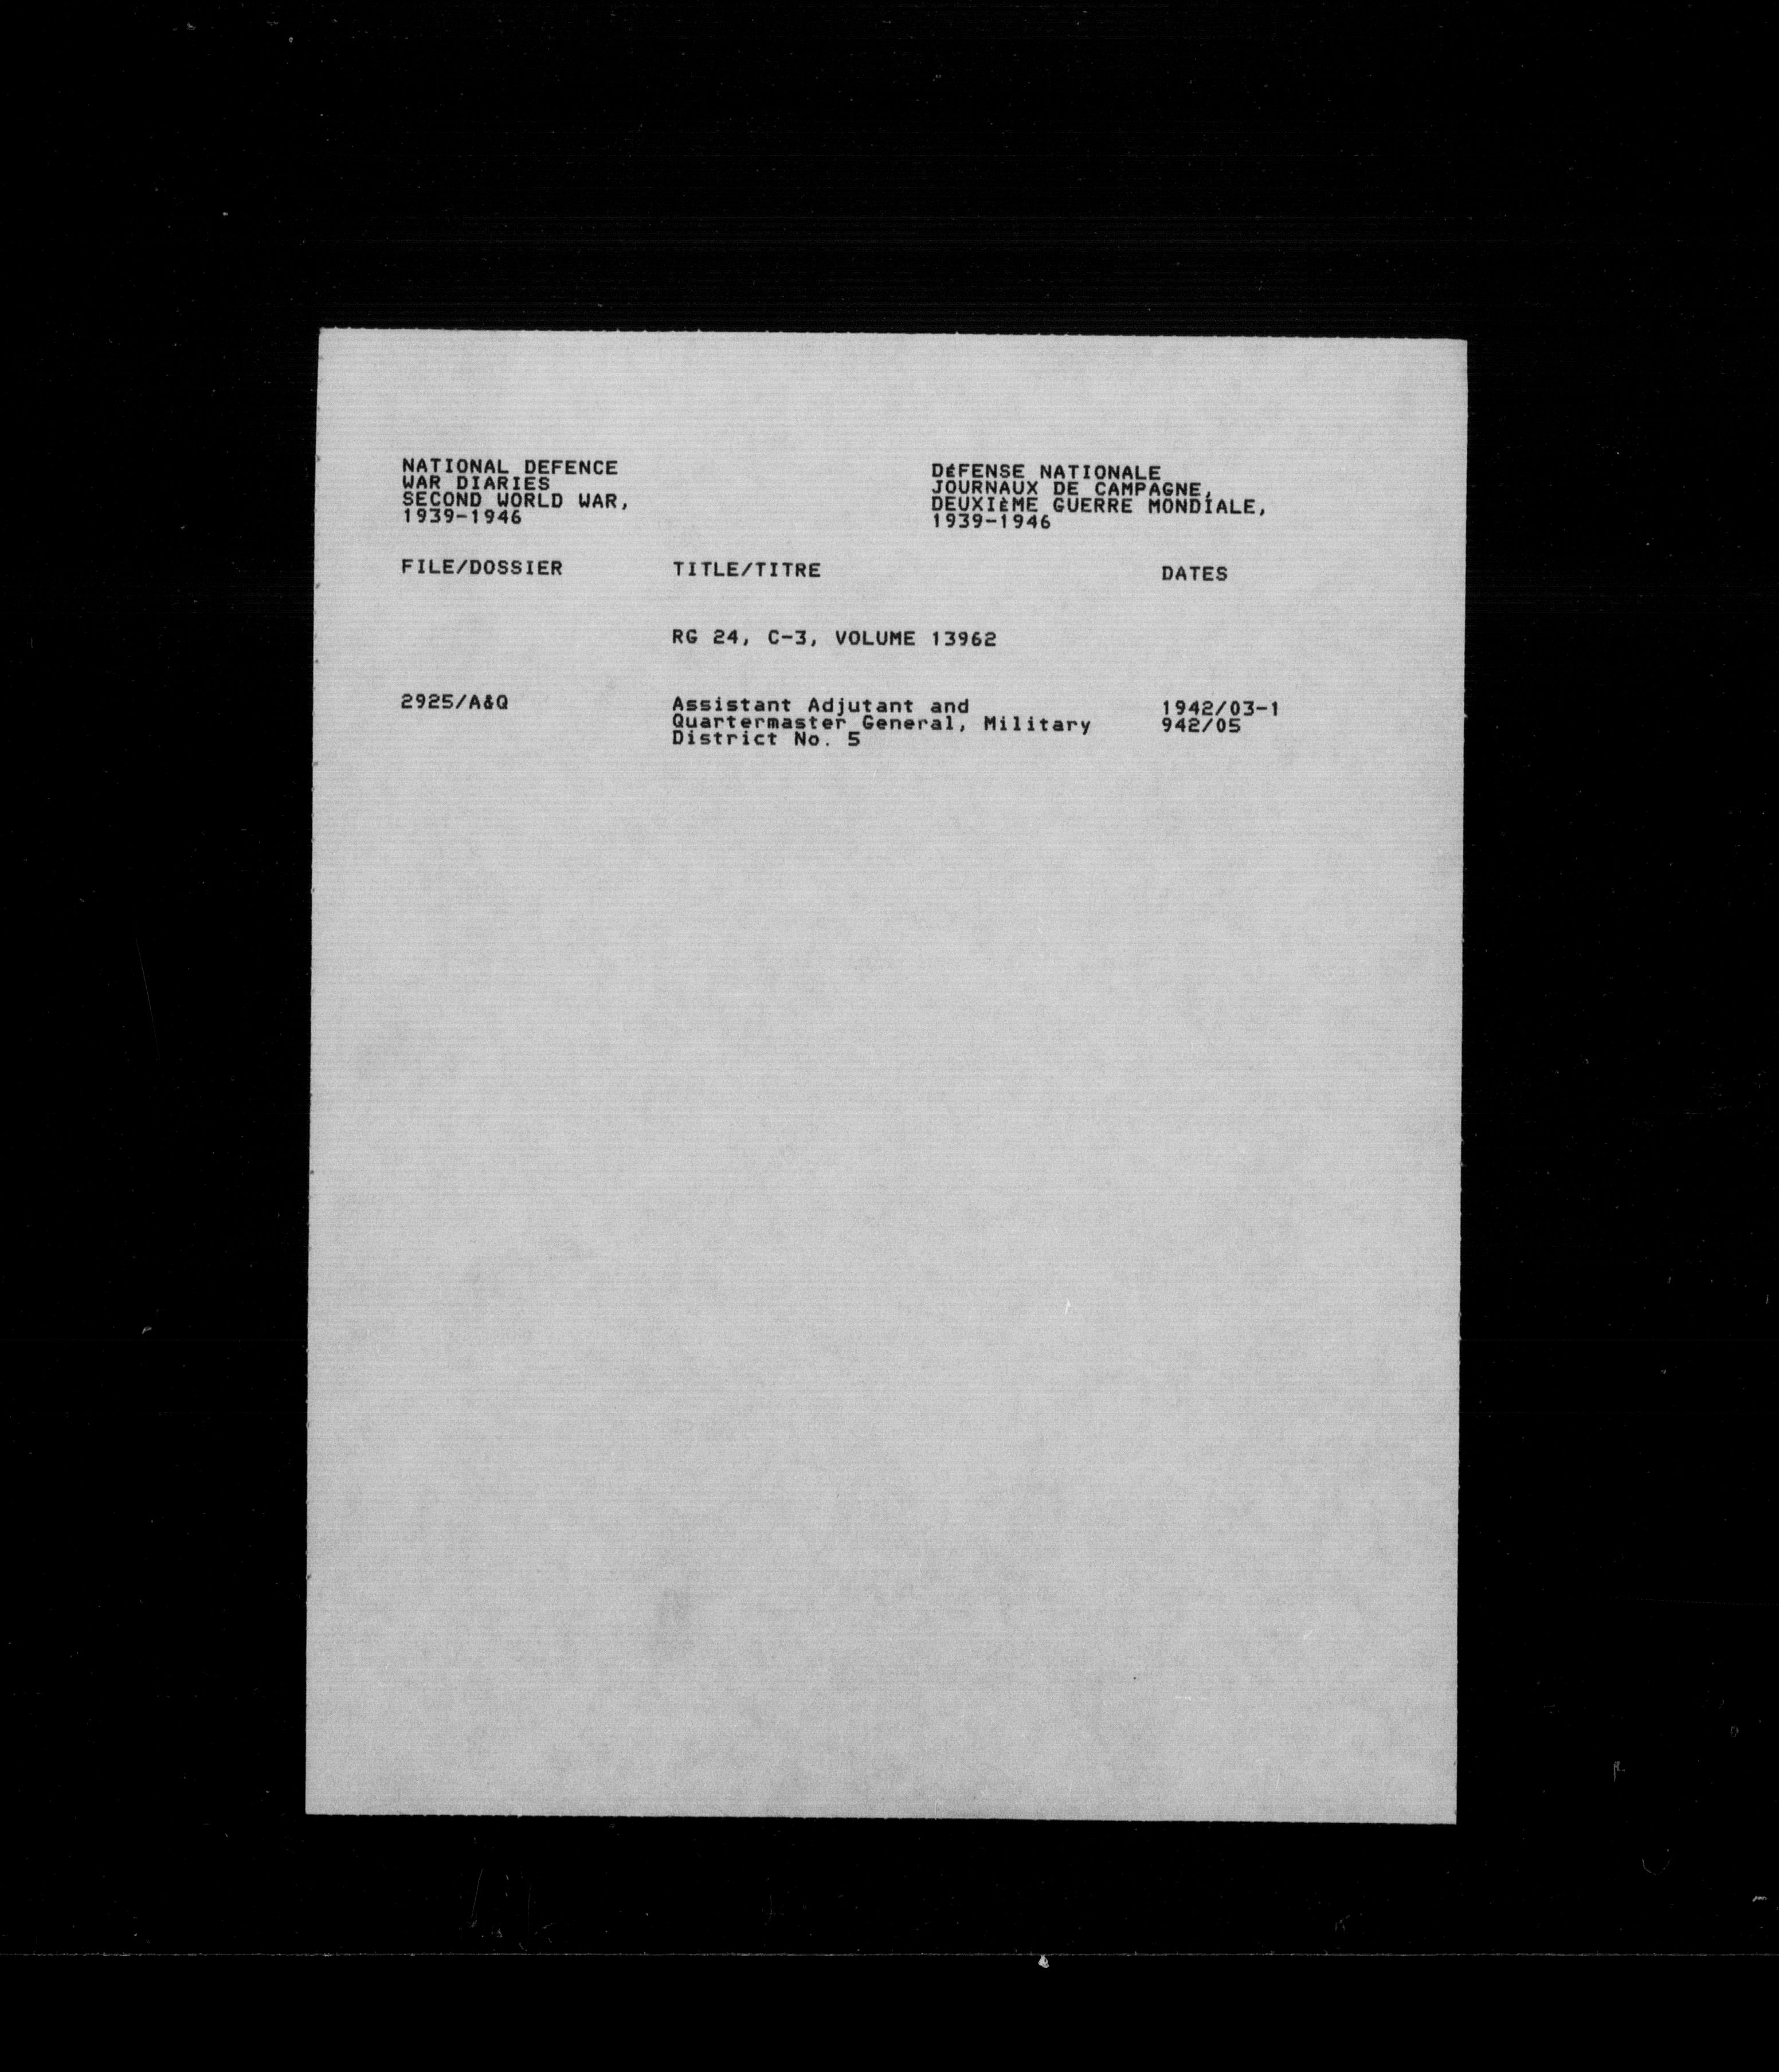 NATIONAL DEFENCE
WAR DIARIES
SECOND WORLD WAR,
1939-1946
DÉFENSE NATIONALE
JOURNAUX DE CAMPAGNE,
DEUXIÈME GUERRE MONDIALE,
1939-1946
FILE/DOSSIER TITLE/TITRE DATES
RG 24, C-3, VOLUME 13962
2925/A&Q Assistant Adjutant and 1942/03-1
Quartermaster General, Military 942/05
District No. 5